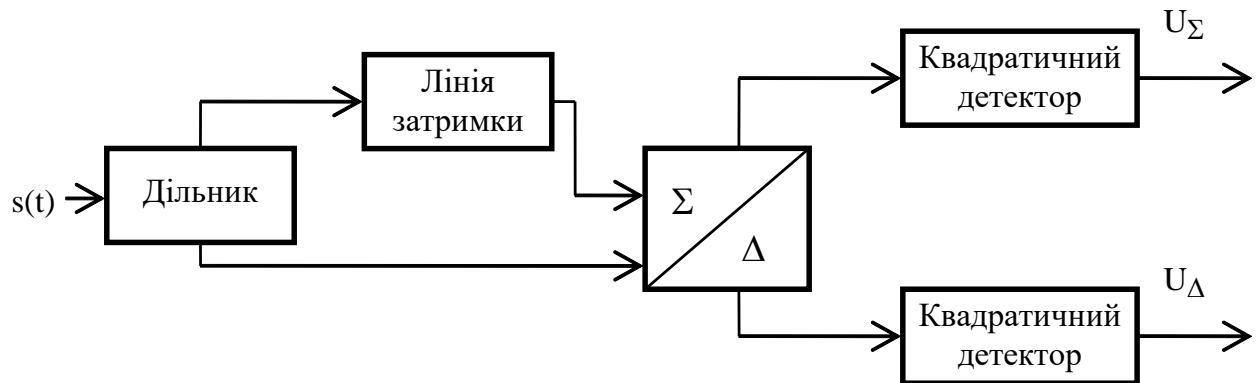 s(t)
Дільник
Лінія
затримки
Σ
Δ
Квадратичний
детектор
U_Σ
Квадратичний
детектор
U_Δ